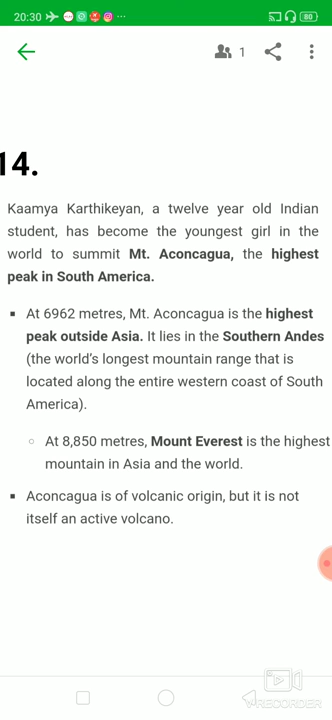 20:30
80
1
14.
Kaamya Karthikeyan, a twelve year old Indian
student, has become the youngest girl in the
world to summit Mt. Aconcagua, the highest
peak in South America.
At 6962 metres, Mt. Aconcagua is the highest
peak outside Asia. It lies in the Southern Andes
(the world's longest mountain range that is
located along the entire western coast of South
America).
At 8,850 metres, Mount Everest is the highest
mountain in Asia and the world.
Aconcagua is of volcanic origin, but it is not
itself an active volcano.
RECORDER